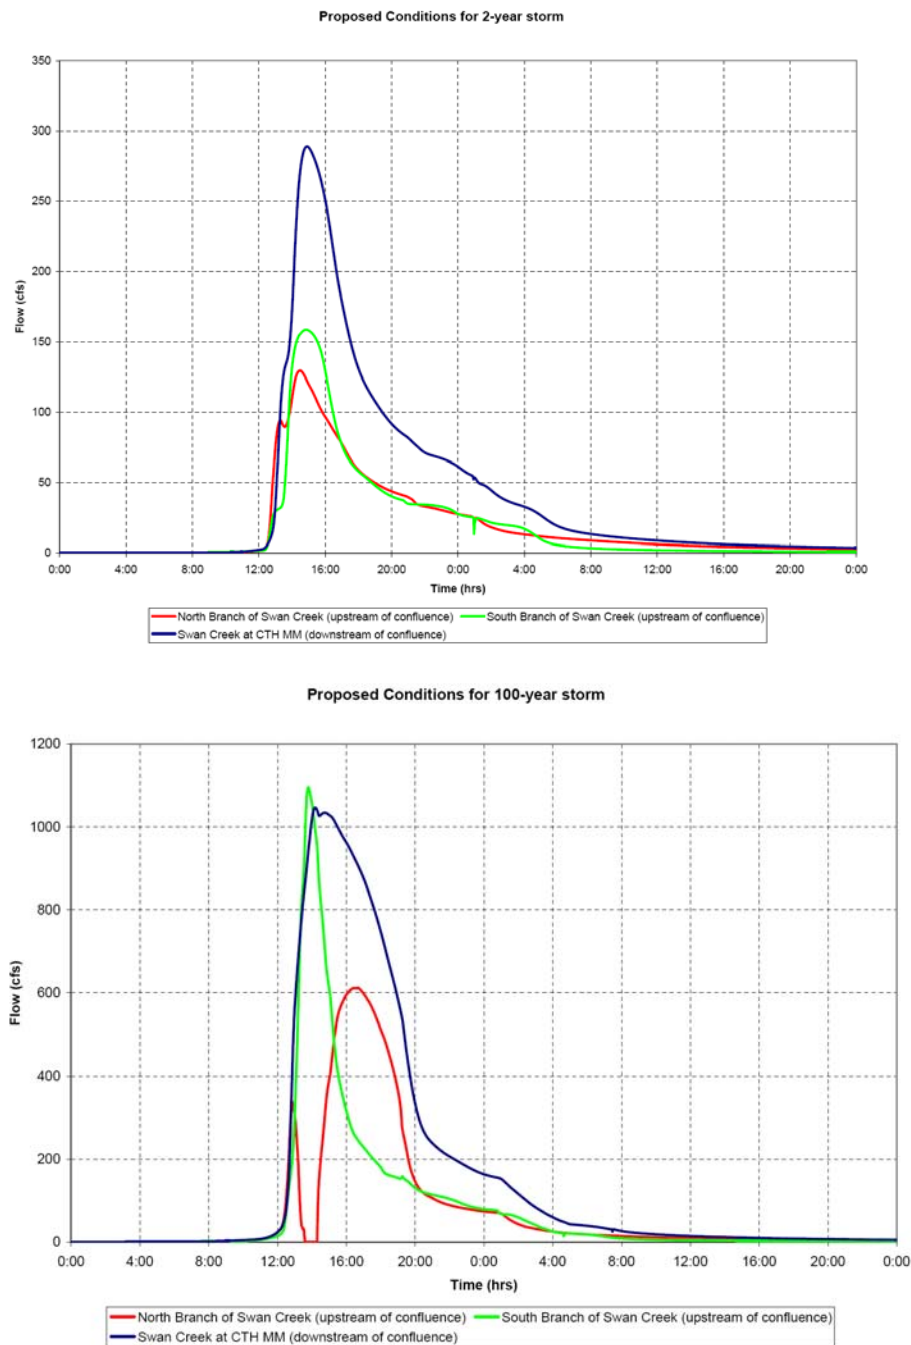 Proposed Conditions for 2-year storm
350
300
250
200
150
100
50
0
Flow (cfs)
0:00 4:00 8:00 12:00 16:00 20:00 0:00 4:00 8:00 12:00 16:00 20:00 0:00
Time (hrs)
North Branch of Swan Creek (upstream of confluence) South Branch of Swan Creek (upstream of confluence)
Swan Creek at CTH MM (downstream of confluence)
Proposed Conditions for 100-year storm
1200
1000
800
600
400
200
0
Flow (cfs)
0:00 4:00 8:00 12:00 16:00 20:00 0:00 4:00 8:00 12:00 16:00 20:00 0:00
Time (hrs)
North Branch of Swan Creek (upstream of confluence) South Branch of Swan Creek (upstream of confluence)
Swan Creek at CTH MM (downstream of confluence)